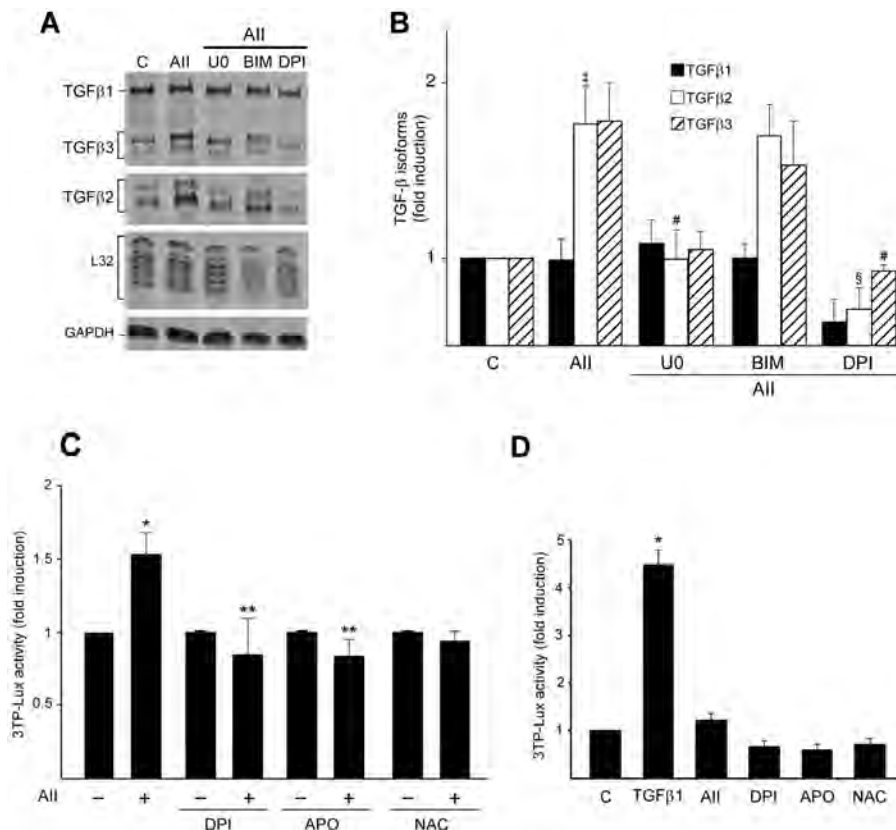 A
AII
C AII U0 BIM DPI
TGFβ1
TGFβ3
TGFβ2
L32
GAPDH
B
TGF-β isoforms
(fold induction)
2
1
TGFβ1
TGFβ2
TGFβ3
‡
#
§
#
C AII U0 BIM DPI
AII
C
3TP-Lux activity (fold induction)
2
1.5
1
0.5
*
**
**
AII – + – + – + – +
DPI APO NAC
D
3TP-Lux activity (fold induction)
5
4
3
2
1
*
C TGFβ1 AII DPI APO NAC